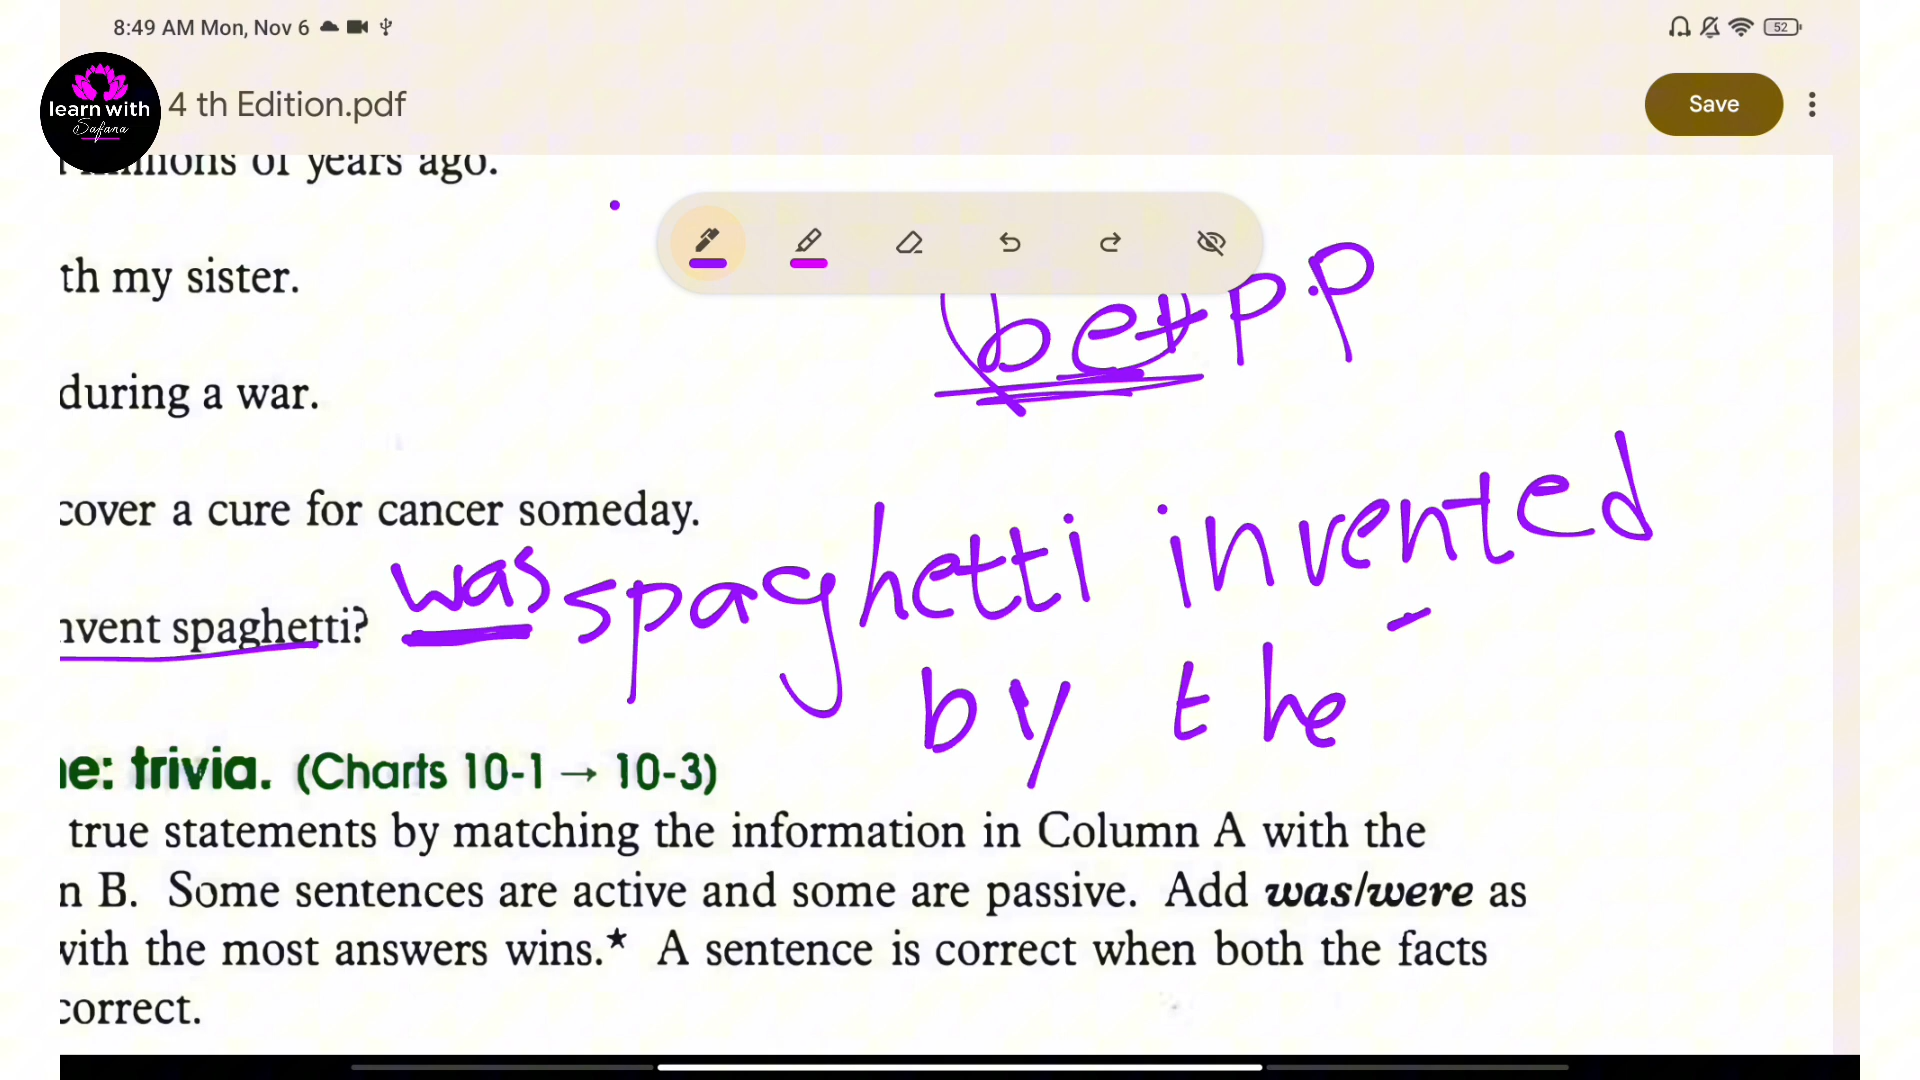 8:49 AM Mon, Nov 6
52
learn with
Safana
4 th Edition.pdf
Save
millions of years ago.
th my sister.
be+ P.P
during a war.
cover a cure for cancer someday.
nvent spaghetti? was spaghetti invented
by the
e: trivia. (Charts 10-1 → 10-3)
true statements by matching the information in Column A with the
n B. Some sentences are active and some are passive. Add was/were as
with the most answers wins.* A sentence is correct when both the facts
correct.